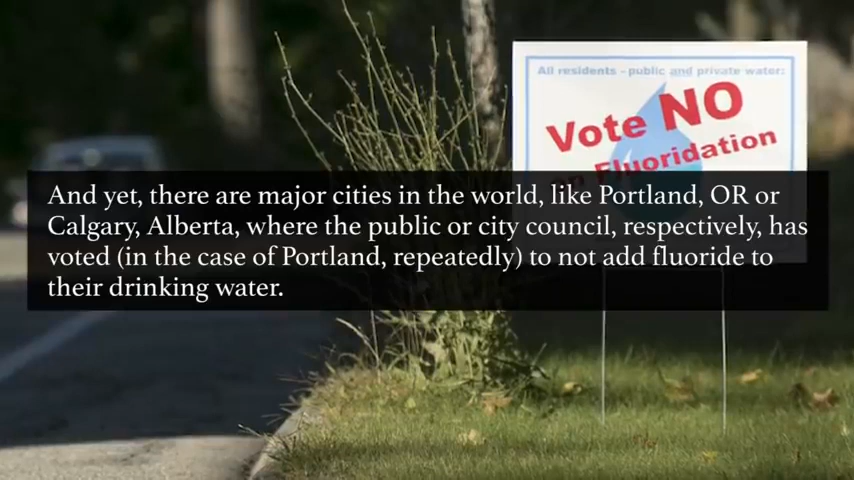 All residents - public and private water:
Vote NO
on Fluoridation
And yet, there are major cities in the world, like Portland, OR or
Calgary, Alberta, where the public or city council, respectively, has
voted (in the case of Portland, repeatedly) to not add fluoride to
their drinking water.